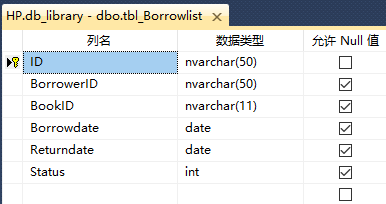 HP.db_library - dbo.tbl_Borrowlist ×
列名 数据类型 允许 Null 值
ID nvarchar(50)
BorrowerID nvarchar(50)
BookID nvarchar(11)
Borrowdate date
Returndate date
Status int